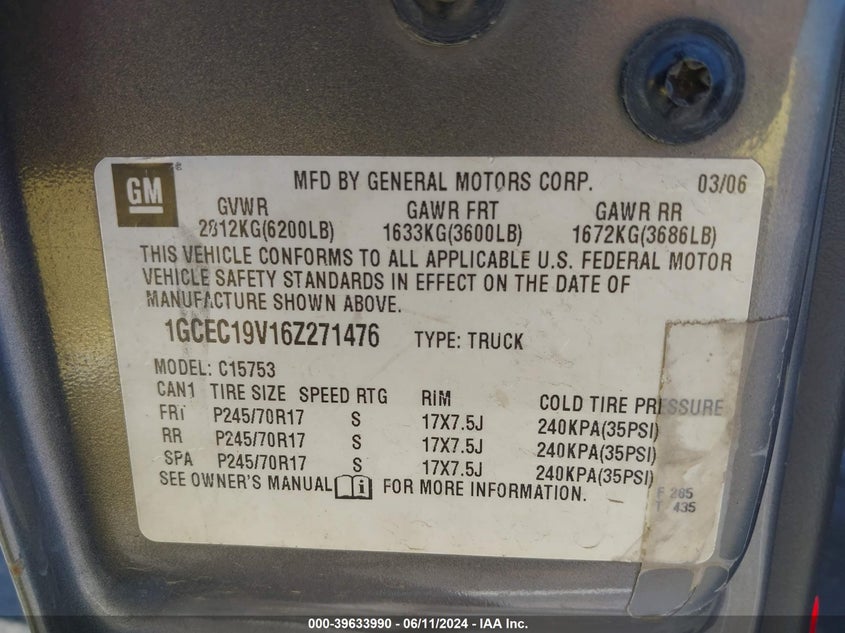 GM
MFD BY GENERAL MOTORS CORP. 03/06
GVWR GAWR FRT GAWR RR
2812KG(6200LB) 1633KG(3600LB) 1672KG(3686LB)
THIS VEHICLE CONFORMS TO ALL APPLICABLE U.S. FEDERAL MOTOR
VEHICLE SAFETY STANDARDS IN EFFECT ON THE DATE OF
MANUFACTURE SHOWN ABOVE.
1GCEC19V16Z271476 TYPE: TRUCK
MODEL: C15753
CAN1 TIRE SIZE SPEED RTG RIM COLD TIRE PRESSURE
FRT P245/70R17 S 17X7.5J 240KPA(35PSI)
RR P245/70R17 S 17X7.5J 240KPA(35PSI)
SPA P245/70R17 S 17X7.5J 240KPA(35PSI)
SEE OWNER'S MANUAL i FOR MORE INFORMATION.
F 285
T 435
000-39633990 - 06/11/2024 - IAA Inc.